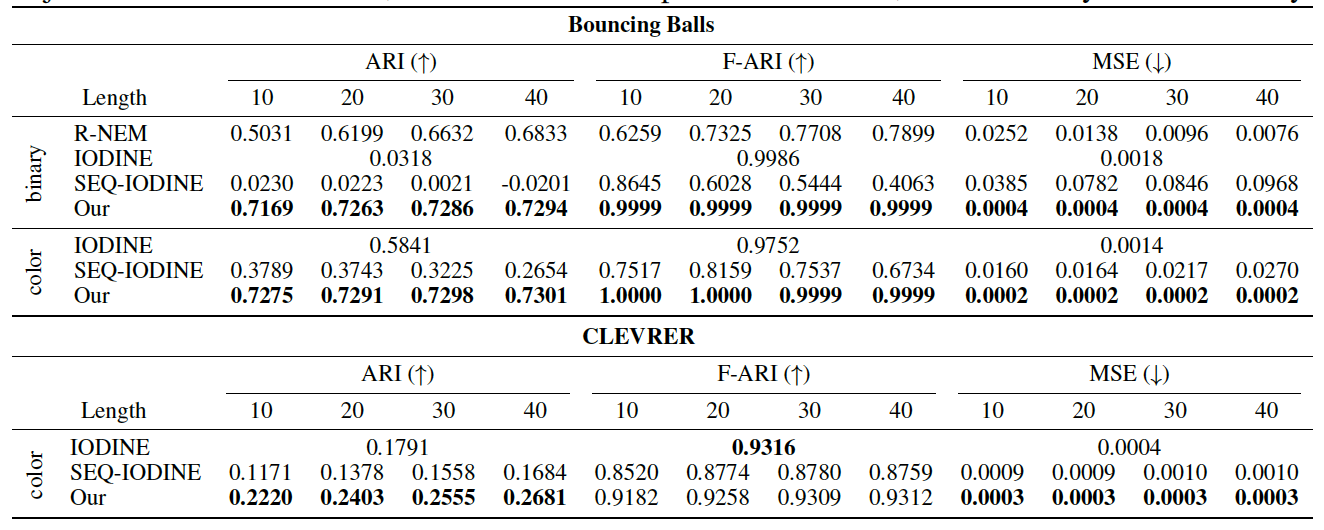 Bouncing Balls
ARI (↑) F-ARI (↑) MSE (↓)
Length 10 20 30 40 10 20 30 40 10 20 30 40
binary
R-NEM 0.5031 0.6199 0.6632 0.6833 0.6259 0.7325 0.7708 0.7899 0.0252 0.0138 0.0096 0.0076
IODINE 0.0318 0.9986 0.0018
SEQ-IODINE 0.0230 0.0223 0.0021 -0.0201 0.8645 0.6028 0.5444 0.4063 0.0385 0.0782 0.0846 0.0968
Our 0.7169 0.7263 0.7286 0.7294 0.9999 0.9999 0.9999 0.9999 0.0004 0.0004 0.0004 0.0004
color
IODINE 0.5841 0.9752 0.0014
SEQ-IODINE 0.3789 0.3743 0.3225 0.2654 0.7517 0.8159 0.7537 0.6734 0.0160 0.0164 0.0217 0.0270
Our 0.7275 0.7291 0.7298 0.7301 1.0000 1.0000 0.9999 0.9999 0.0002 0.0002 0.0002 0.0002
CLEVRER
ARI (↑) F-ARI (↑) MSE (↓)
Length 10 20 30 40 10 20 30 40 10 20 30 40
color
IODINE 0.1791 0.9316 0.0004
SEQ-IODINE 0.1171 0.1378 0.1558 0.1684 0.8520 0.8774 0.8780 0.8759 0.0009 0.0009 0.0010 0.0010
Our 0.2220 0.2403 0.2555 0.2681 0.9182 0.9258 0.9309 0.9312 0.0003 0.0003 0.0003 0.0003